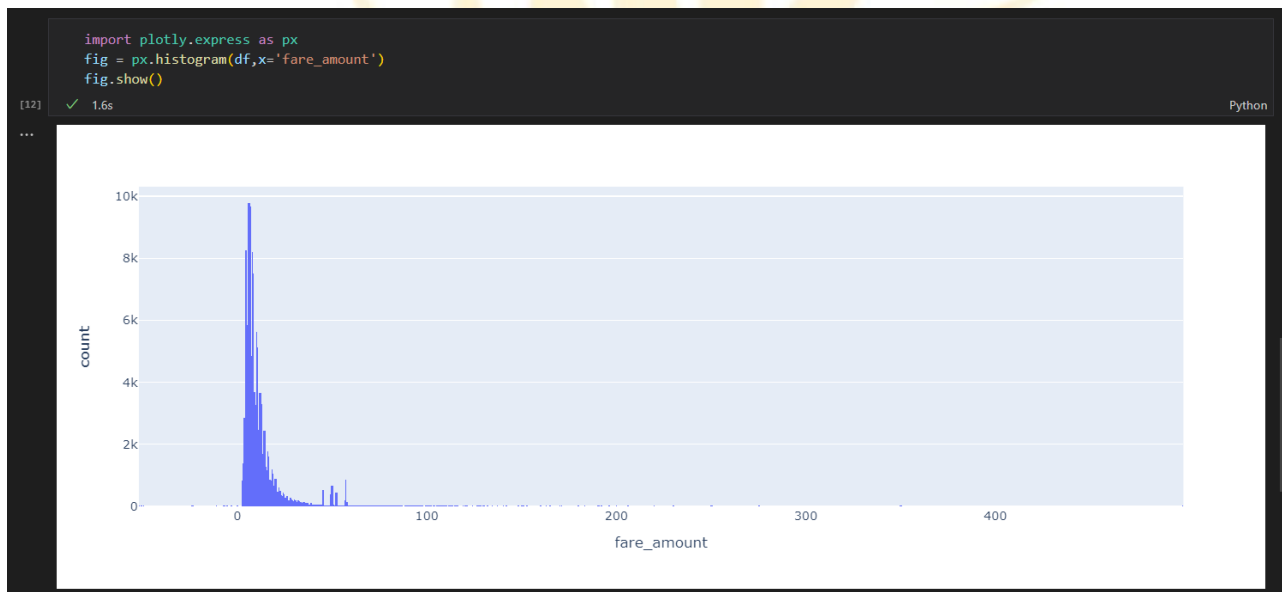 import plotly.express as px
fig = px.histogram(df,x='fare_amount')
fig.show()
[12]
1.6s
Python
...
10k
8k
6k
4k
2k
0
count
0
100
200
300
400
fare_amount